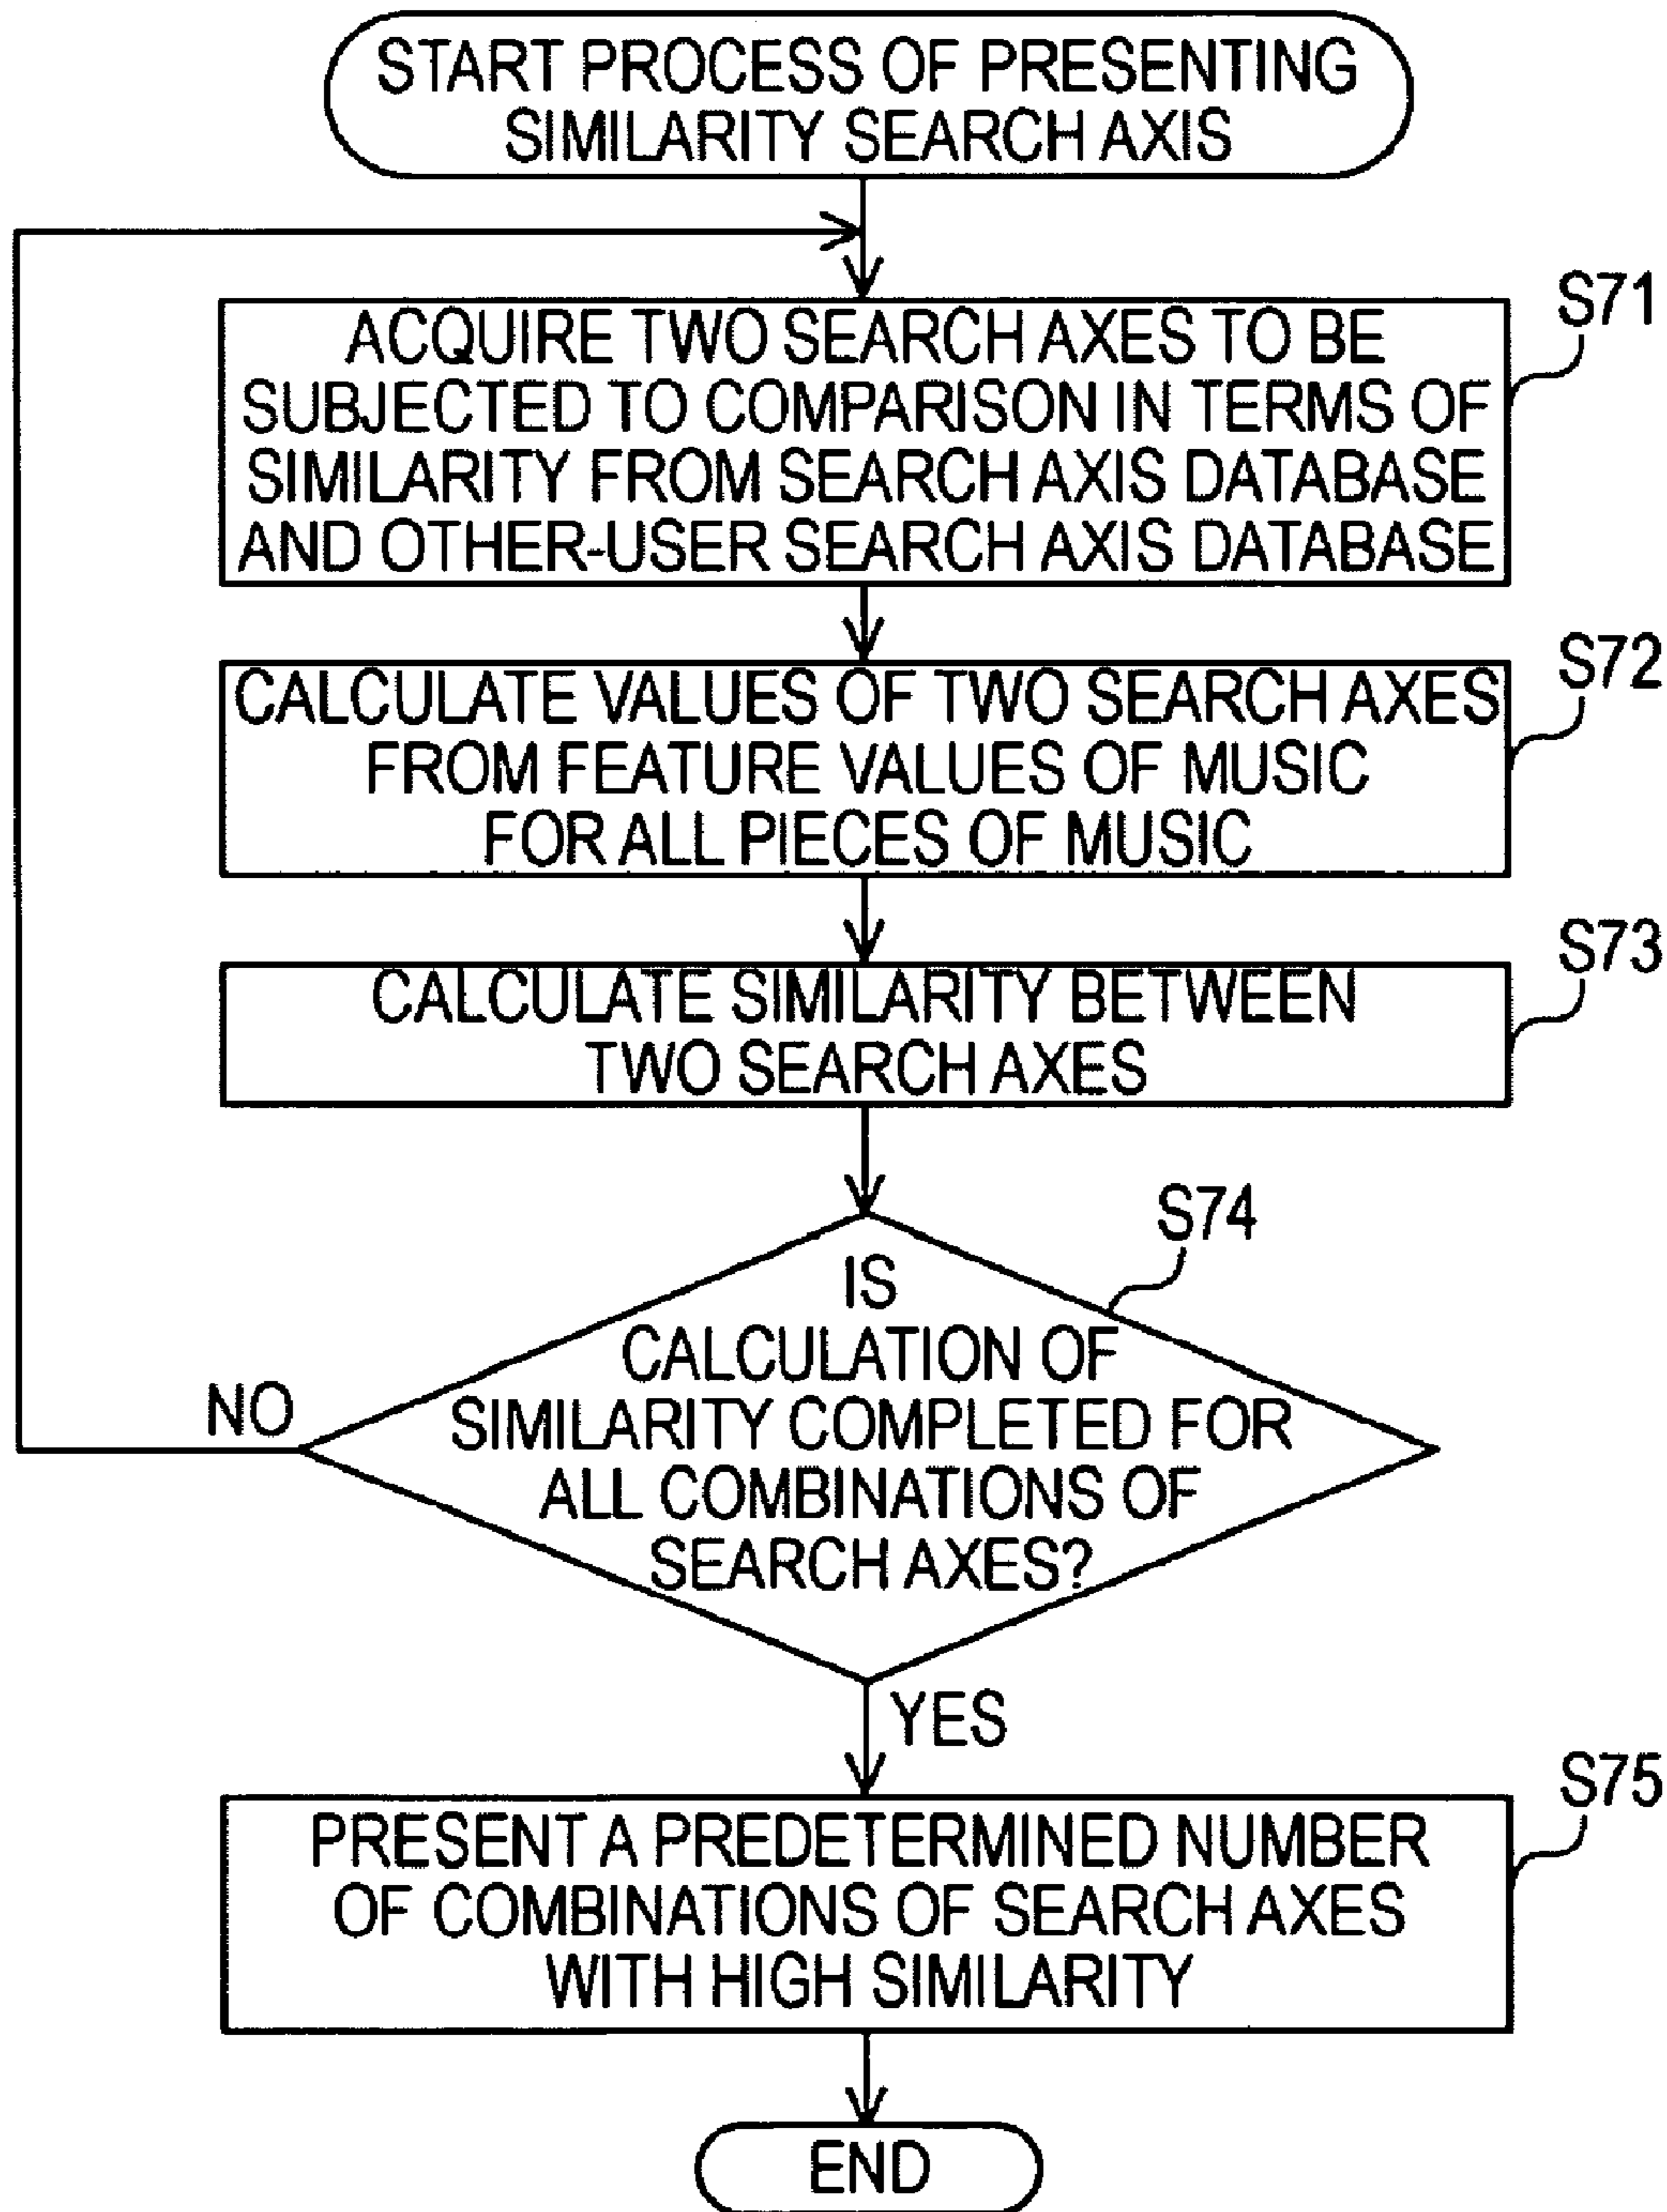 START PROCESS OF PRESENTING
SIMILARITY SEARCH AXIS
S71
ACQUIRE TWO SEARCH AXES TO BE
SUBJECTED TO COMPARISON IN TERMS OF
SIMILARITY FROM SEARCH AXIS DATABASE
AND OTHER-USER SEARCH AXIS DATABASE
S72
CALCULATE VALUES OF TWO SEARCH AXES
FROM FEATURE VALUES OF MUSIC
FOR ALL PIECES OF MUSIC
S73
CALCULATE SIMILARITY BETWEEN
TWO SEARCH AXES
S74
IS
CALCULATION OF
SIMILARITY COMPLETED FOR
ALL COMBINATIONS OF
SEARCH AXES?
NO
YES
S75
PRESENT A PREDETERMINED NUMBER
OF COMBINATIONS OF SEARCH AXES
WITH HIGH SIMILARITY
END